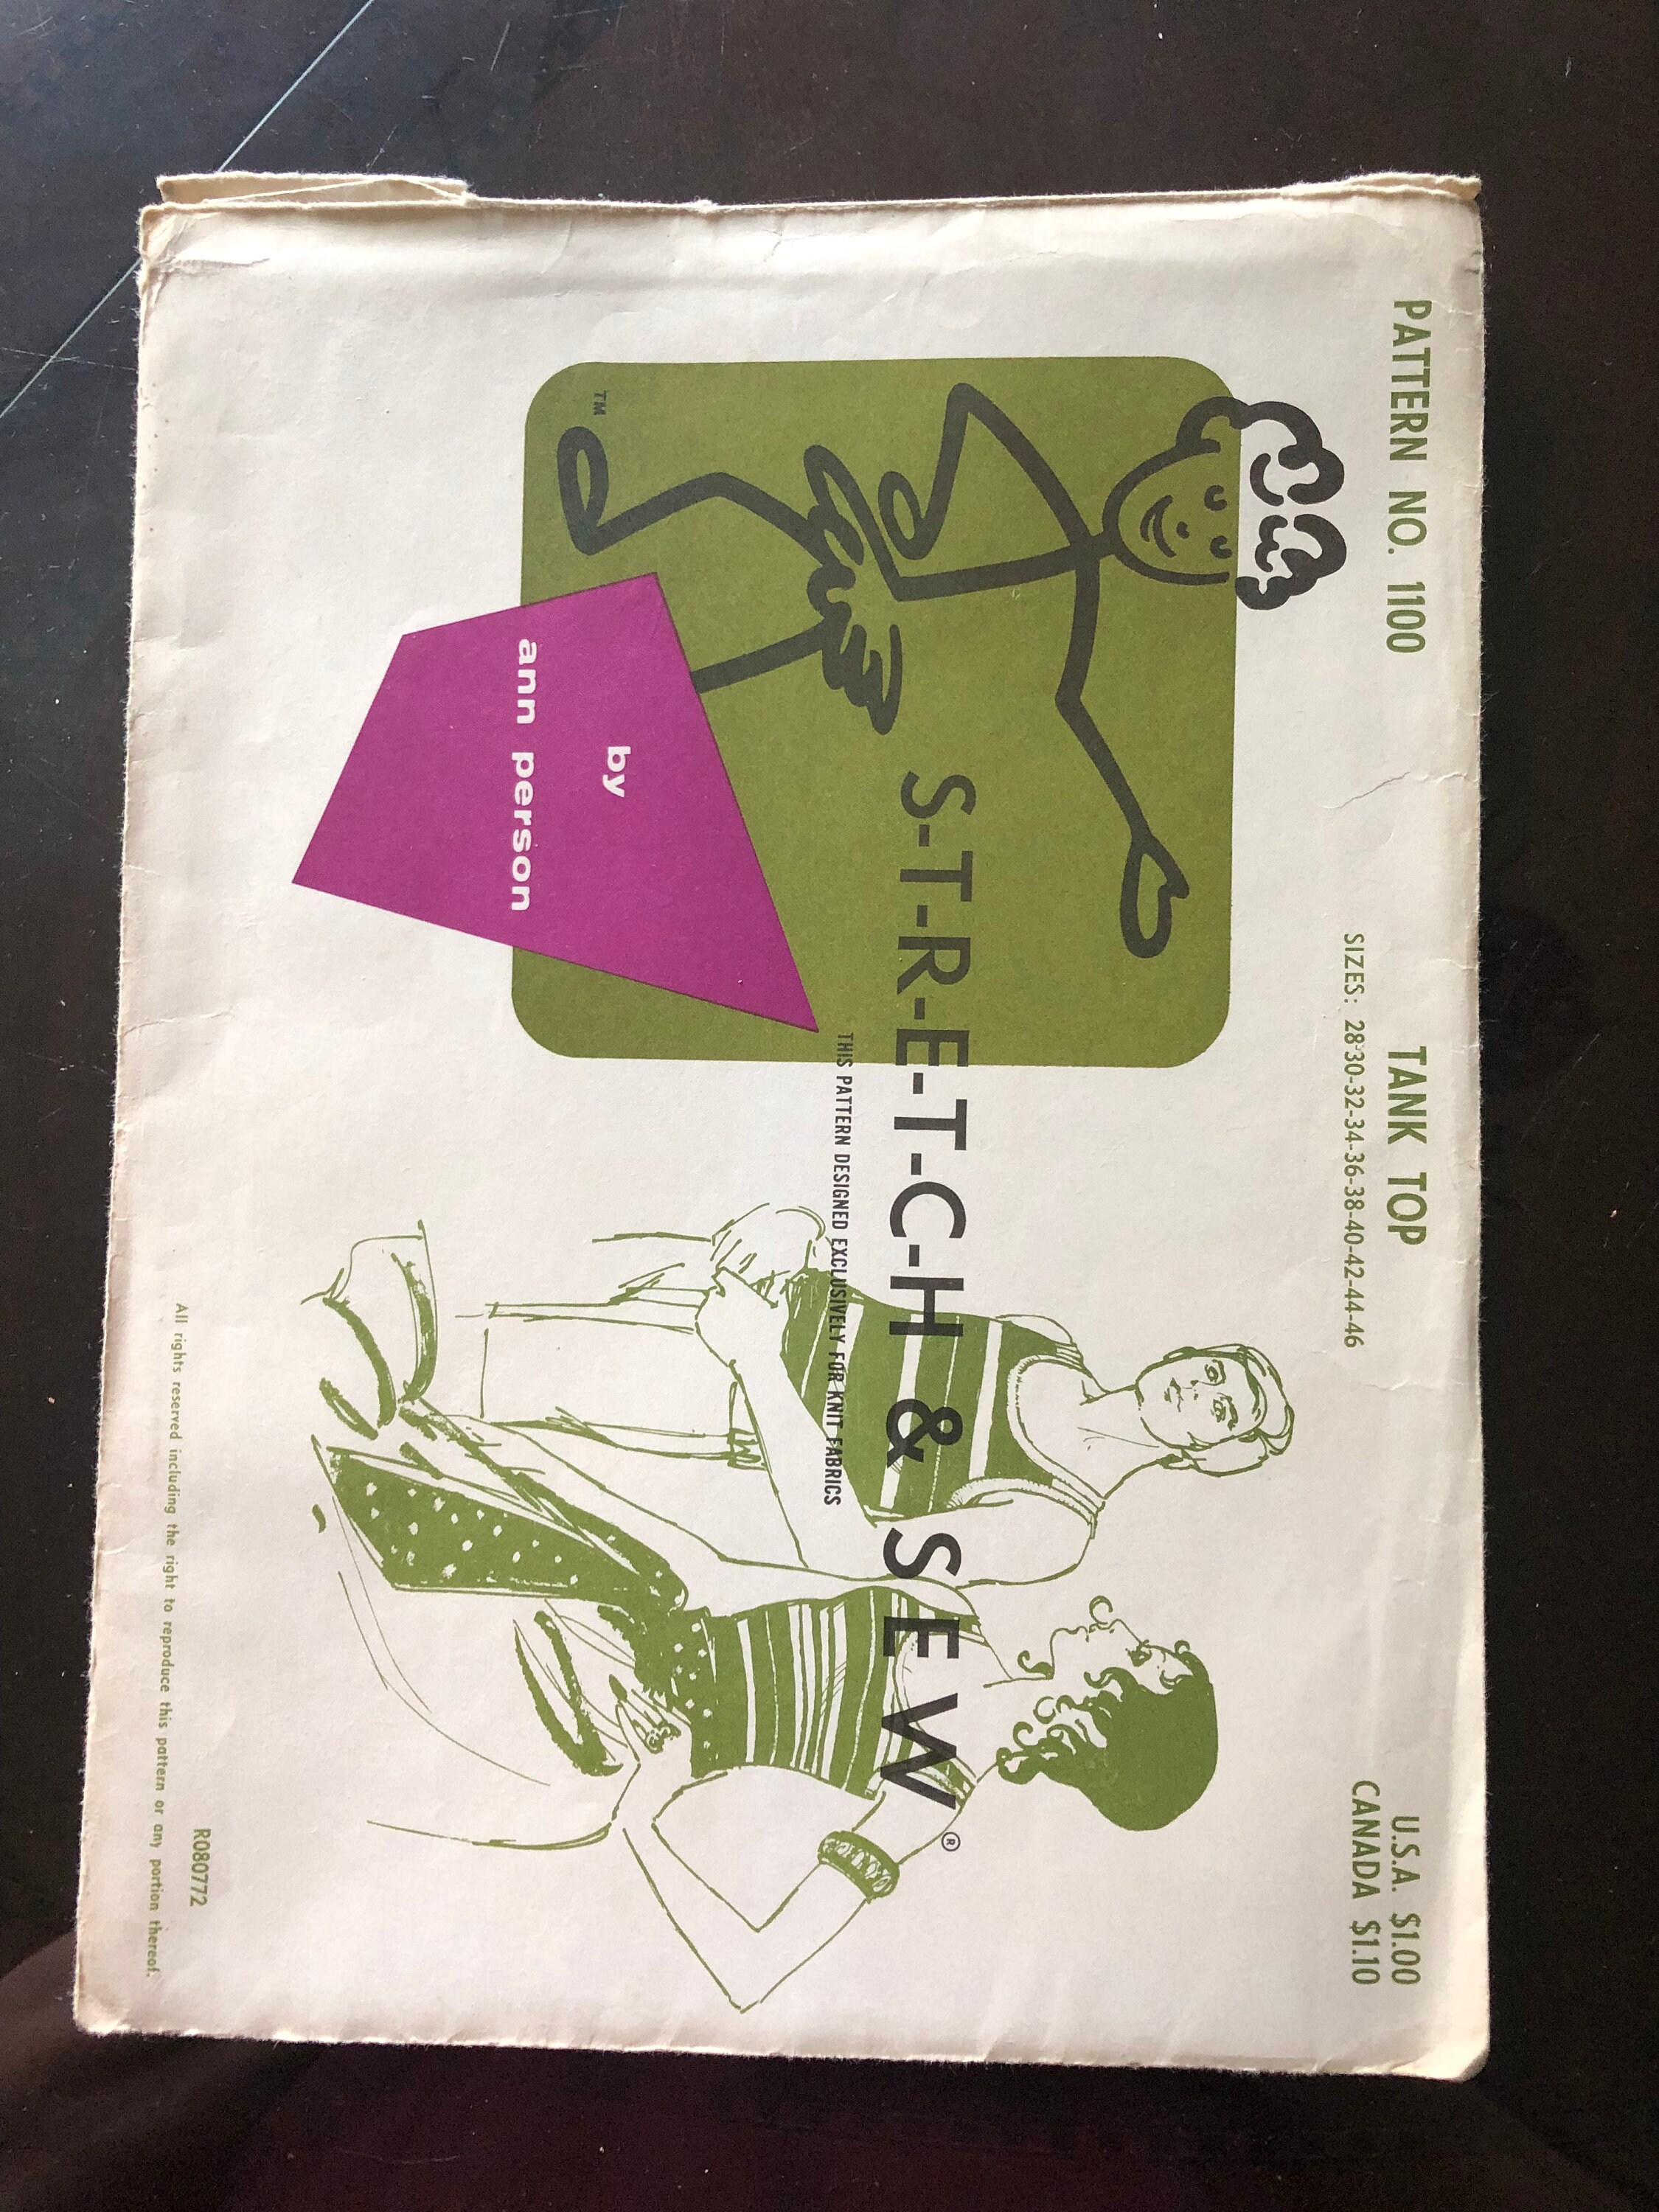 PATTERN NO. 1100
TANK TOP
SIZES: 28-30-32-34-36-38-40-42-44-46
U.S.A. $1.00
CANADA $1.10
S-T-R-E-T-C-H & SEW®
THIS PATTERN DESIGNED EXCLUSIVELY FOR KNIT FABRICS
by
ann person
TM
R080772
All rights reserved including the right to reproduce this pattern or any portion thereof.